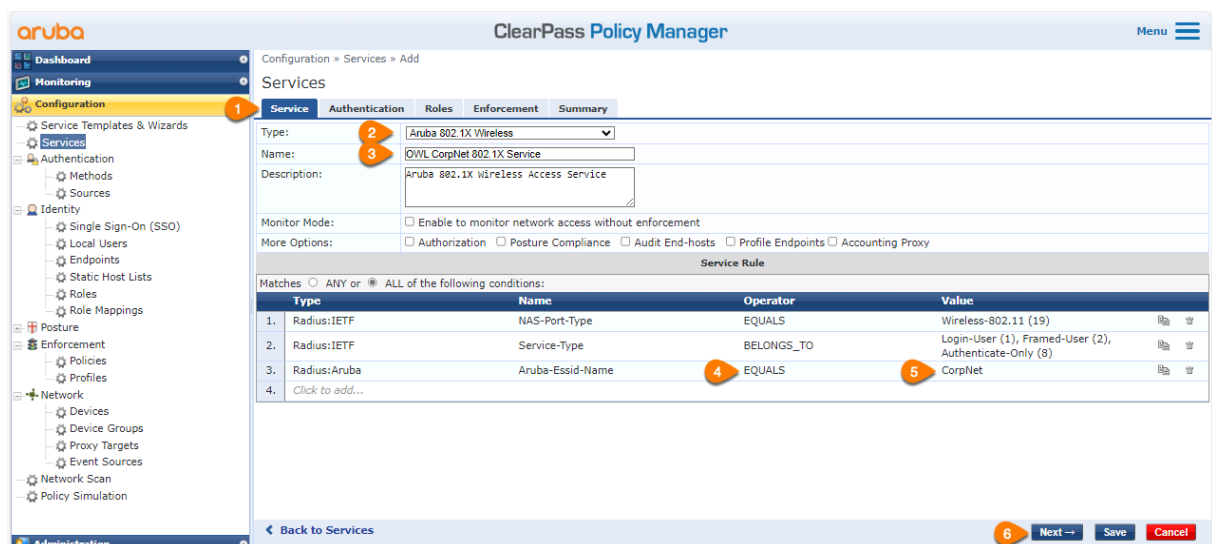 aruba
ClearPass Policy Manager
Menu
Dashboard
Monitoring
Configuration
Service Templates & Wizards
Services
Authentication
Methods
Sources
Identity
Single Sign-On (SSO)
Local Users
Endpoints
Static Host Lists
Roles
Role Mappings
Posture
Enforcement
Policies
Profiles
Network
Devices
Device Groups
Proxy Targets
Event Sources
Network Scan
Policy Simulation
Administration
Configuration » Services » Add
Services
1 Service Authentication Roles Enforcement Summary
Type: 2 Aruba 802.1X Wireless
Name: 3 OWL CorpNet 802.1X Service
Description: Aruba 802.1X Wireless Access Service
Monitor Mode: Enable to monitor network access without enforcement
More Options: Authorization Posture Compliance Audit End-hosts Profile Endpoints Accounting Proxy
Service Rule
Matches ANY or ALL of the following conditions:
Type Name Operator Value
1. Radius:IETF NAS-Port-Type EQUALS Wireless-802.11 (19)
2. Radius:IETF Service-Type BELONGS_TO Login-User (1), Framed-User (2),
Authenticate-Only (8)
3. Radius:Aruba Aruba-Essid-Name 4 EQUALS 5 CorpNet
4. Click to add...
Back to Services 6 Next → Save Cancel